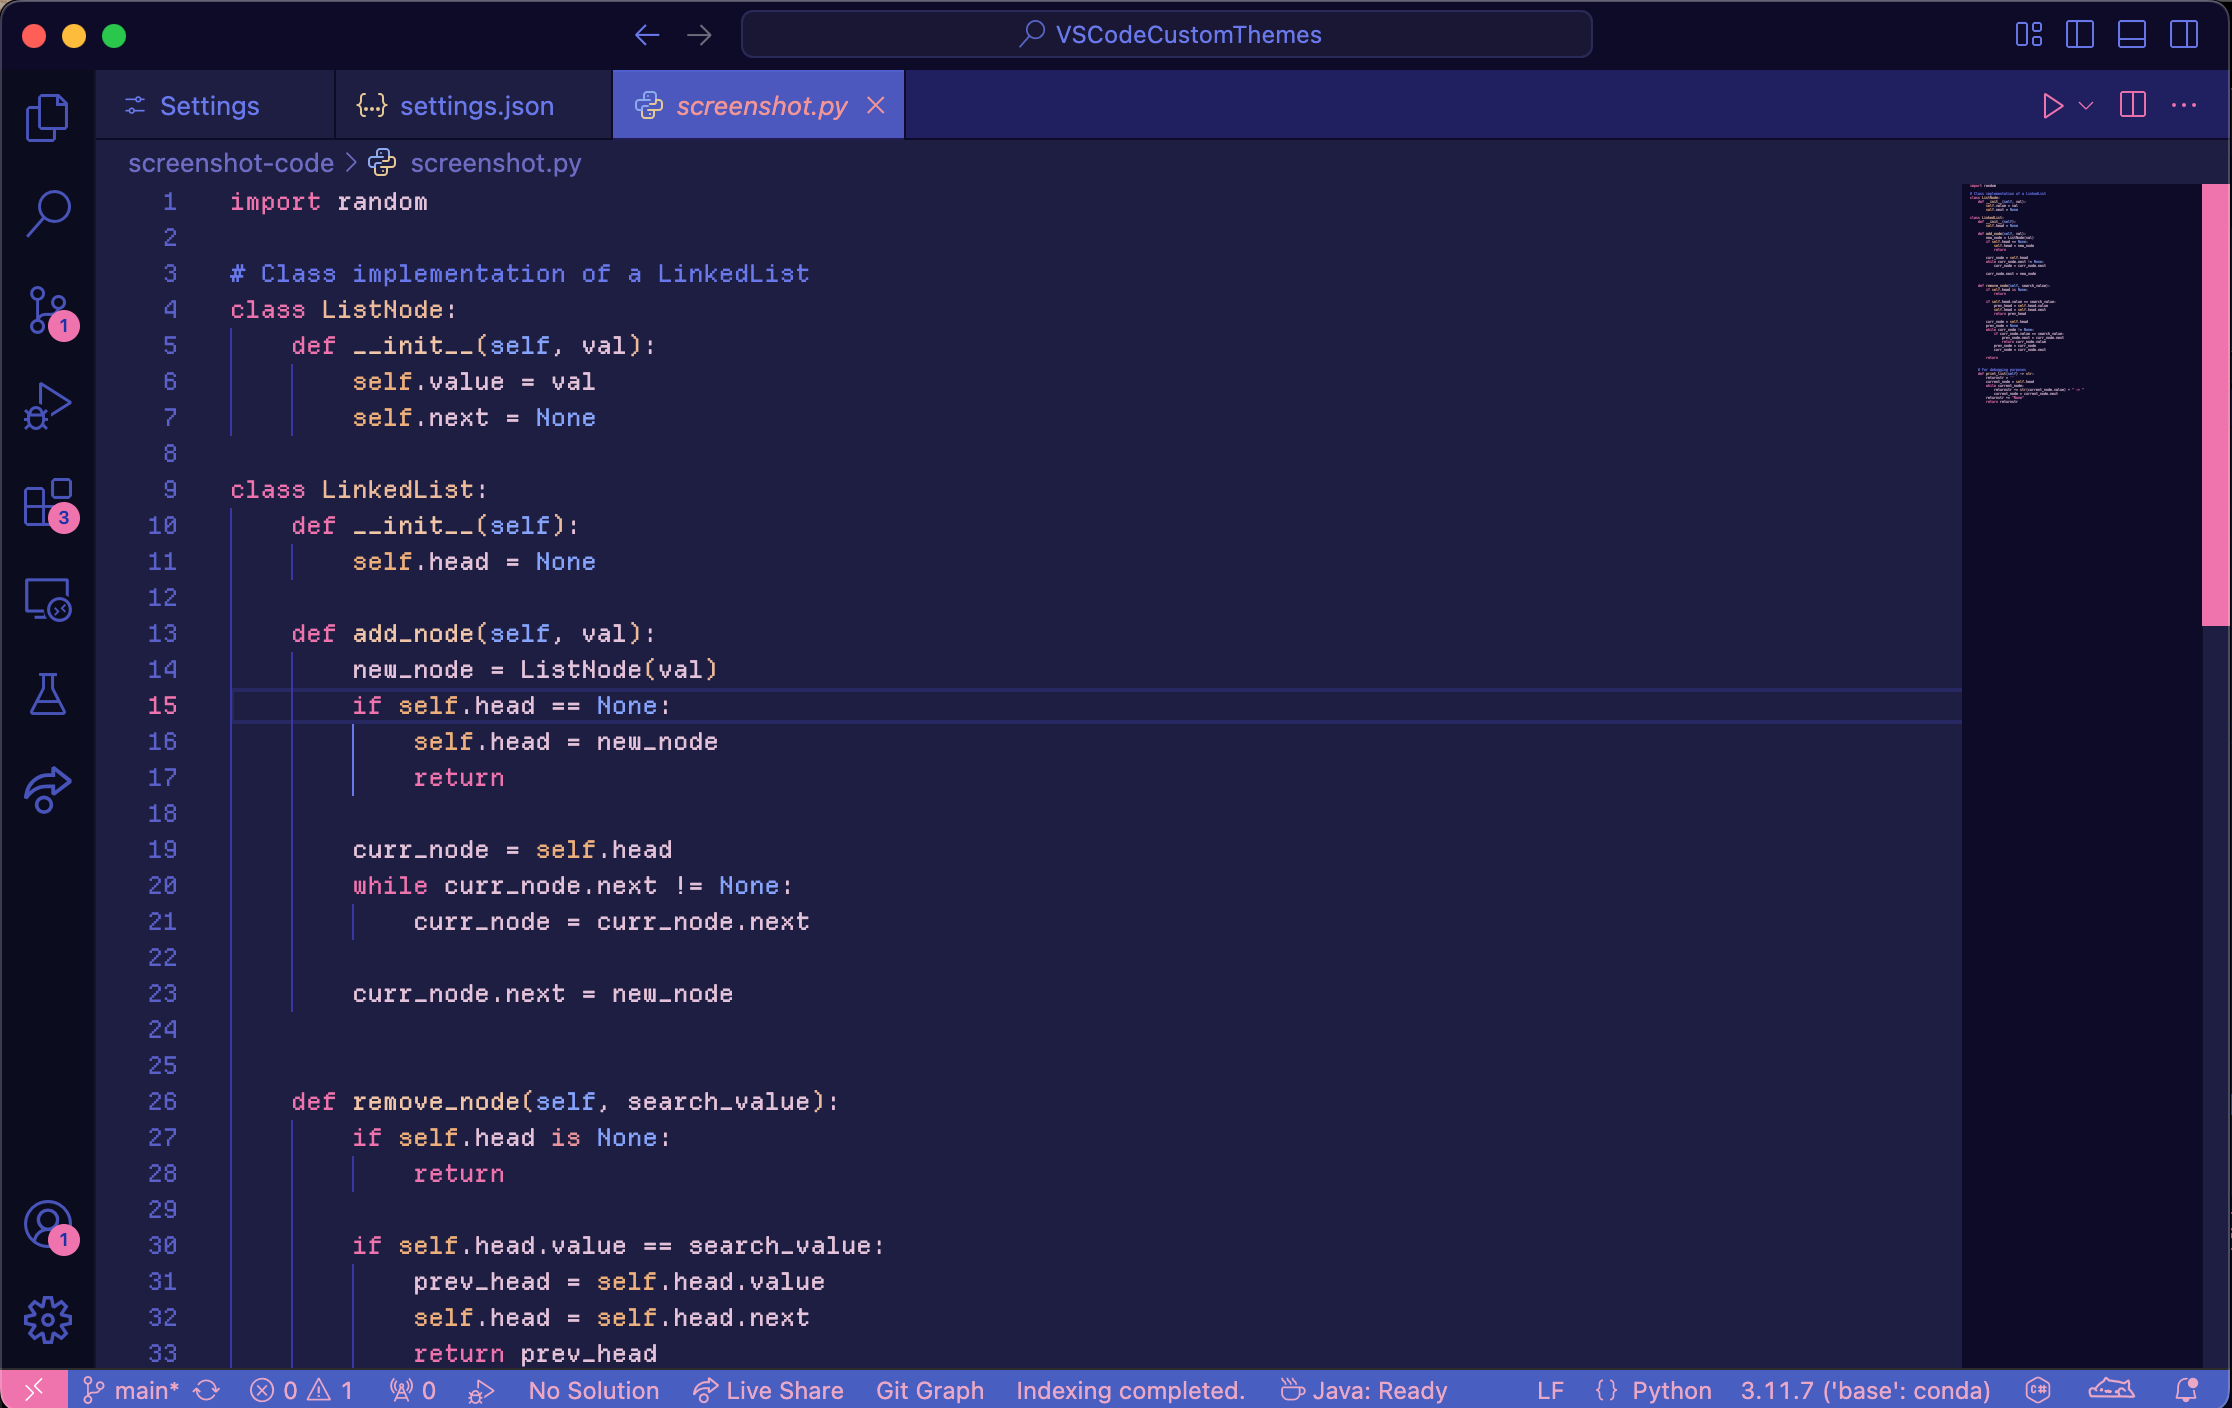 VSCodeCustomThemes
Settings
{...} settings.json
screenshot.py
screenshot-code > screenshot.py
1 import random
2
3 # Class implementation of a LinkedList
4 class ListNode:
5     def __init__(self, val):
6         self.value = val
7         self.next = None
8
9 class LinkedList:
10     def __init__(self):
11         self.head = None
12
13     def add_node(self, val):
14         new_node = ListNode(val)
15         if self.head == None:
16             self.head = new_node
17             return
18
19         curr_node = self.head
20         while curr_node.next != None:
21             curr_node = curr_node.next
22
23         curr_node.next = new_node
24
25
26     def remove_node(self, search_value):
27         if self.head is None:
28             return
29
30         if self.head.value == search_value:
31             prev_head = self.head.value
32             self.head = self.head.next
33             return prev_head
1
3
1
main* 0 1 0 No Solution Live Share Git Graph Indexing completed. Java: Ready LF {} Python 3.11.7 ('base': conda) C#